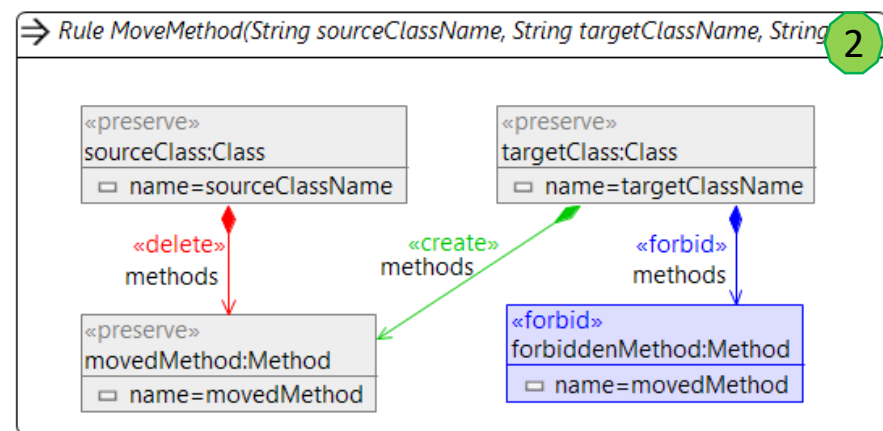 Rule MoveMethod(String sourceClassName, String targetClassName, String
2
«preserve»
sourceClass:Class
name=sourceClassName
«preserve»
targetClass:Class
name=targetClassName
«delete»
methods
«create»
methods
«forbid»
methods
«preserve»
movedMethod:Method
name=movedMethod
«forbid»
forbiddenMethod:Method
name=movedMethod